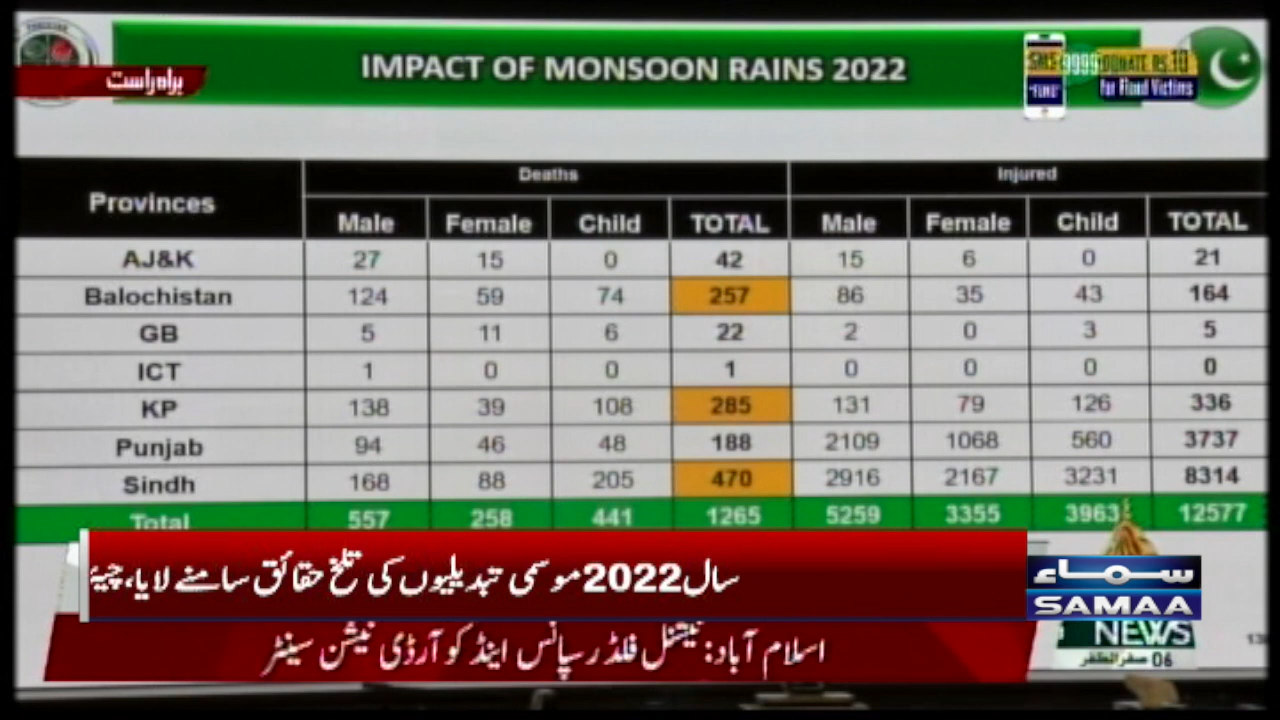 IMPACT OF MONSOON RAINS 2022
براہ راست
SMS 9999 DONATE RS.10
"FUND" for Flood Victims
Provinces Deaths Injured
Male Female Child TOTAL Male Female Child TOTAL
AJ&K 27 15 0 42 15 6 0 21
Balochistan 124 59 74 257 86 35 43 164
GB 5 11 6 22 2 0 3 5
ICT 1 0 0 1 0 0 0 0
KP 138 39 108 285 131 79 126 336
Punjab 94 46 48 188 2109 1068 560 3737
Sindh 168 88 205 470 2916 2167 3231 8314
Total 557 258 441 1265 5259 3355 3963 12577
سال 2022 موسمی تبدیلیوں کی تلخ حقائق سامنے لایا،
سماء
SAMAA
NEWS
اسلام آباد: نیشنل فلڈ رسپانس اینڈ کوآرڈی نیشن سینٹر
06 صفر المظفر